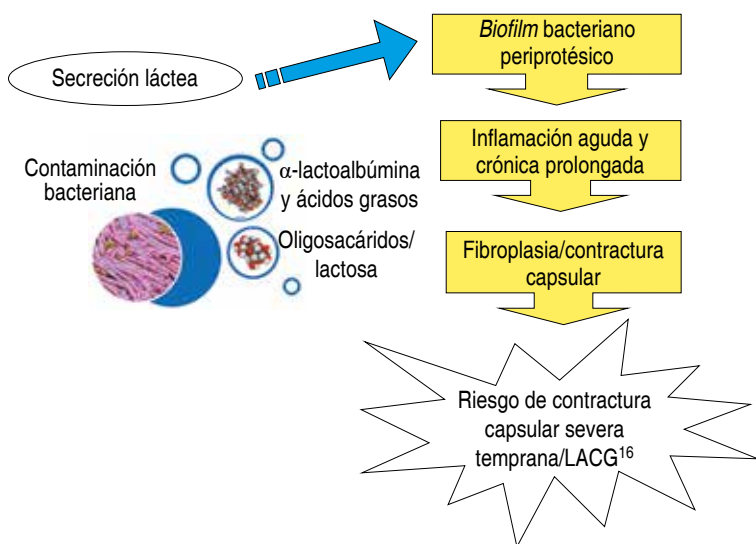 Secreción láctea
Biofilm bacteriano
periprotésico
Inflamación aguda y
crónica prolongada
Contaminación
bacteriana
α-lactoalbúmina
y ácidos grasos
Oligosacáridos/
lactosa
Fibroplasia/contractura
capsular
Riesgo de contractura
capsular severa
temprana/LACG16